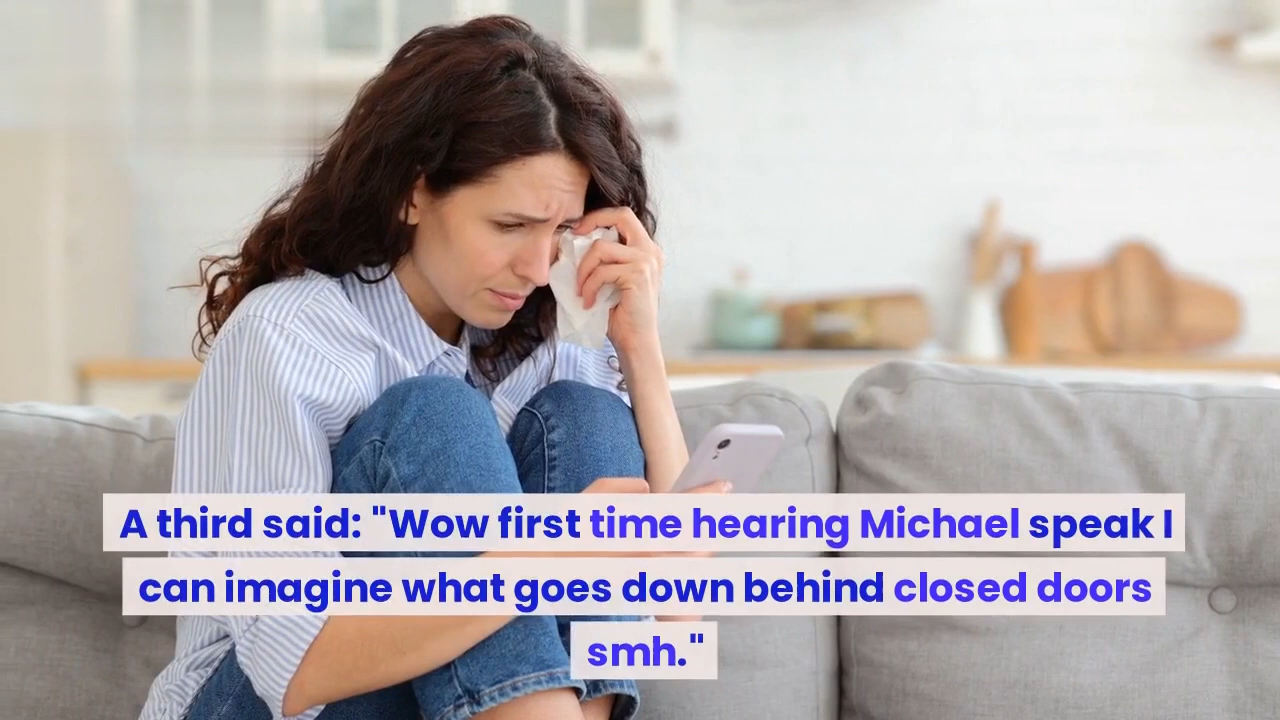 A third said: "Wow first time hearing Michael speak I
can imagine what goes down behind closed doors
smh."